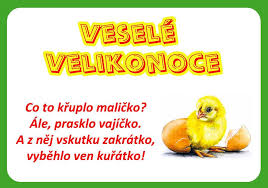 VESELÉ
VELIKONOCE
Co to křuplo maličko?
Ále, prasklo vajíčko.
A z něj vskutku zakrátko,
vyběhlo ven kuřátko!